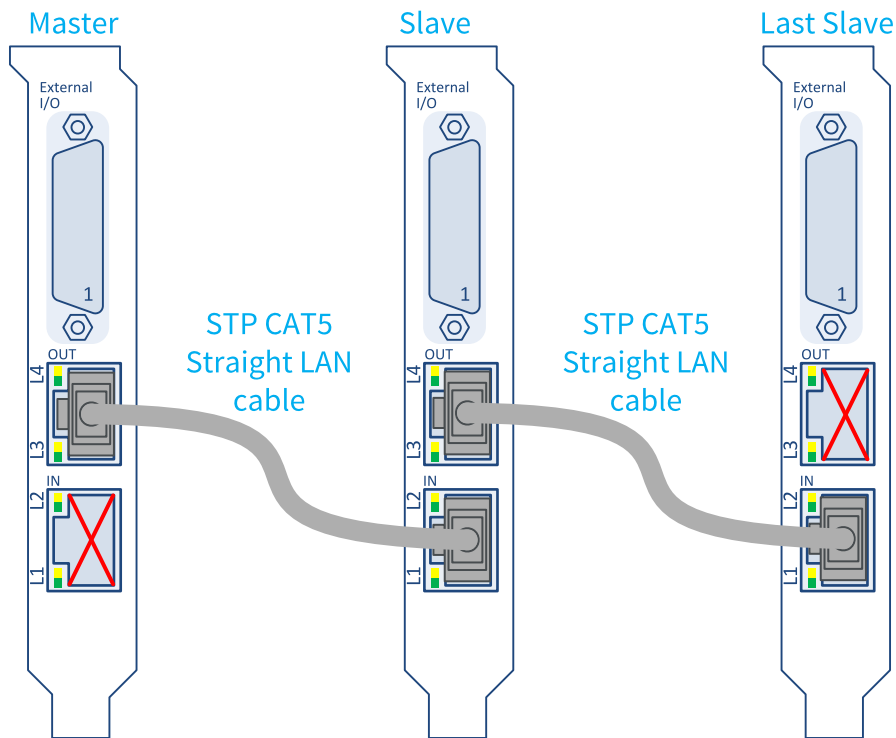 Master
Slave
Last Slave
External
I/O
External
I/O
External
I/O
1
1
1
STP CAT5
Straight LAN
cable
STP CAT5
Straight LAN
cable
OUT
L4
L3
IN
L2
L1
OUT
L4
L3
IN
L2
L1
OUT
L4
L3
IN
L2
L1